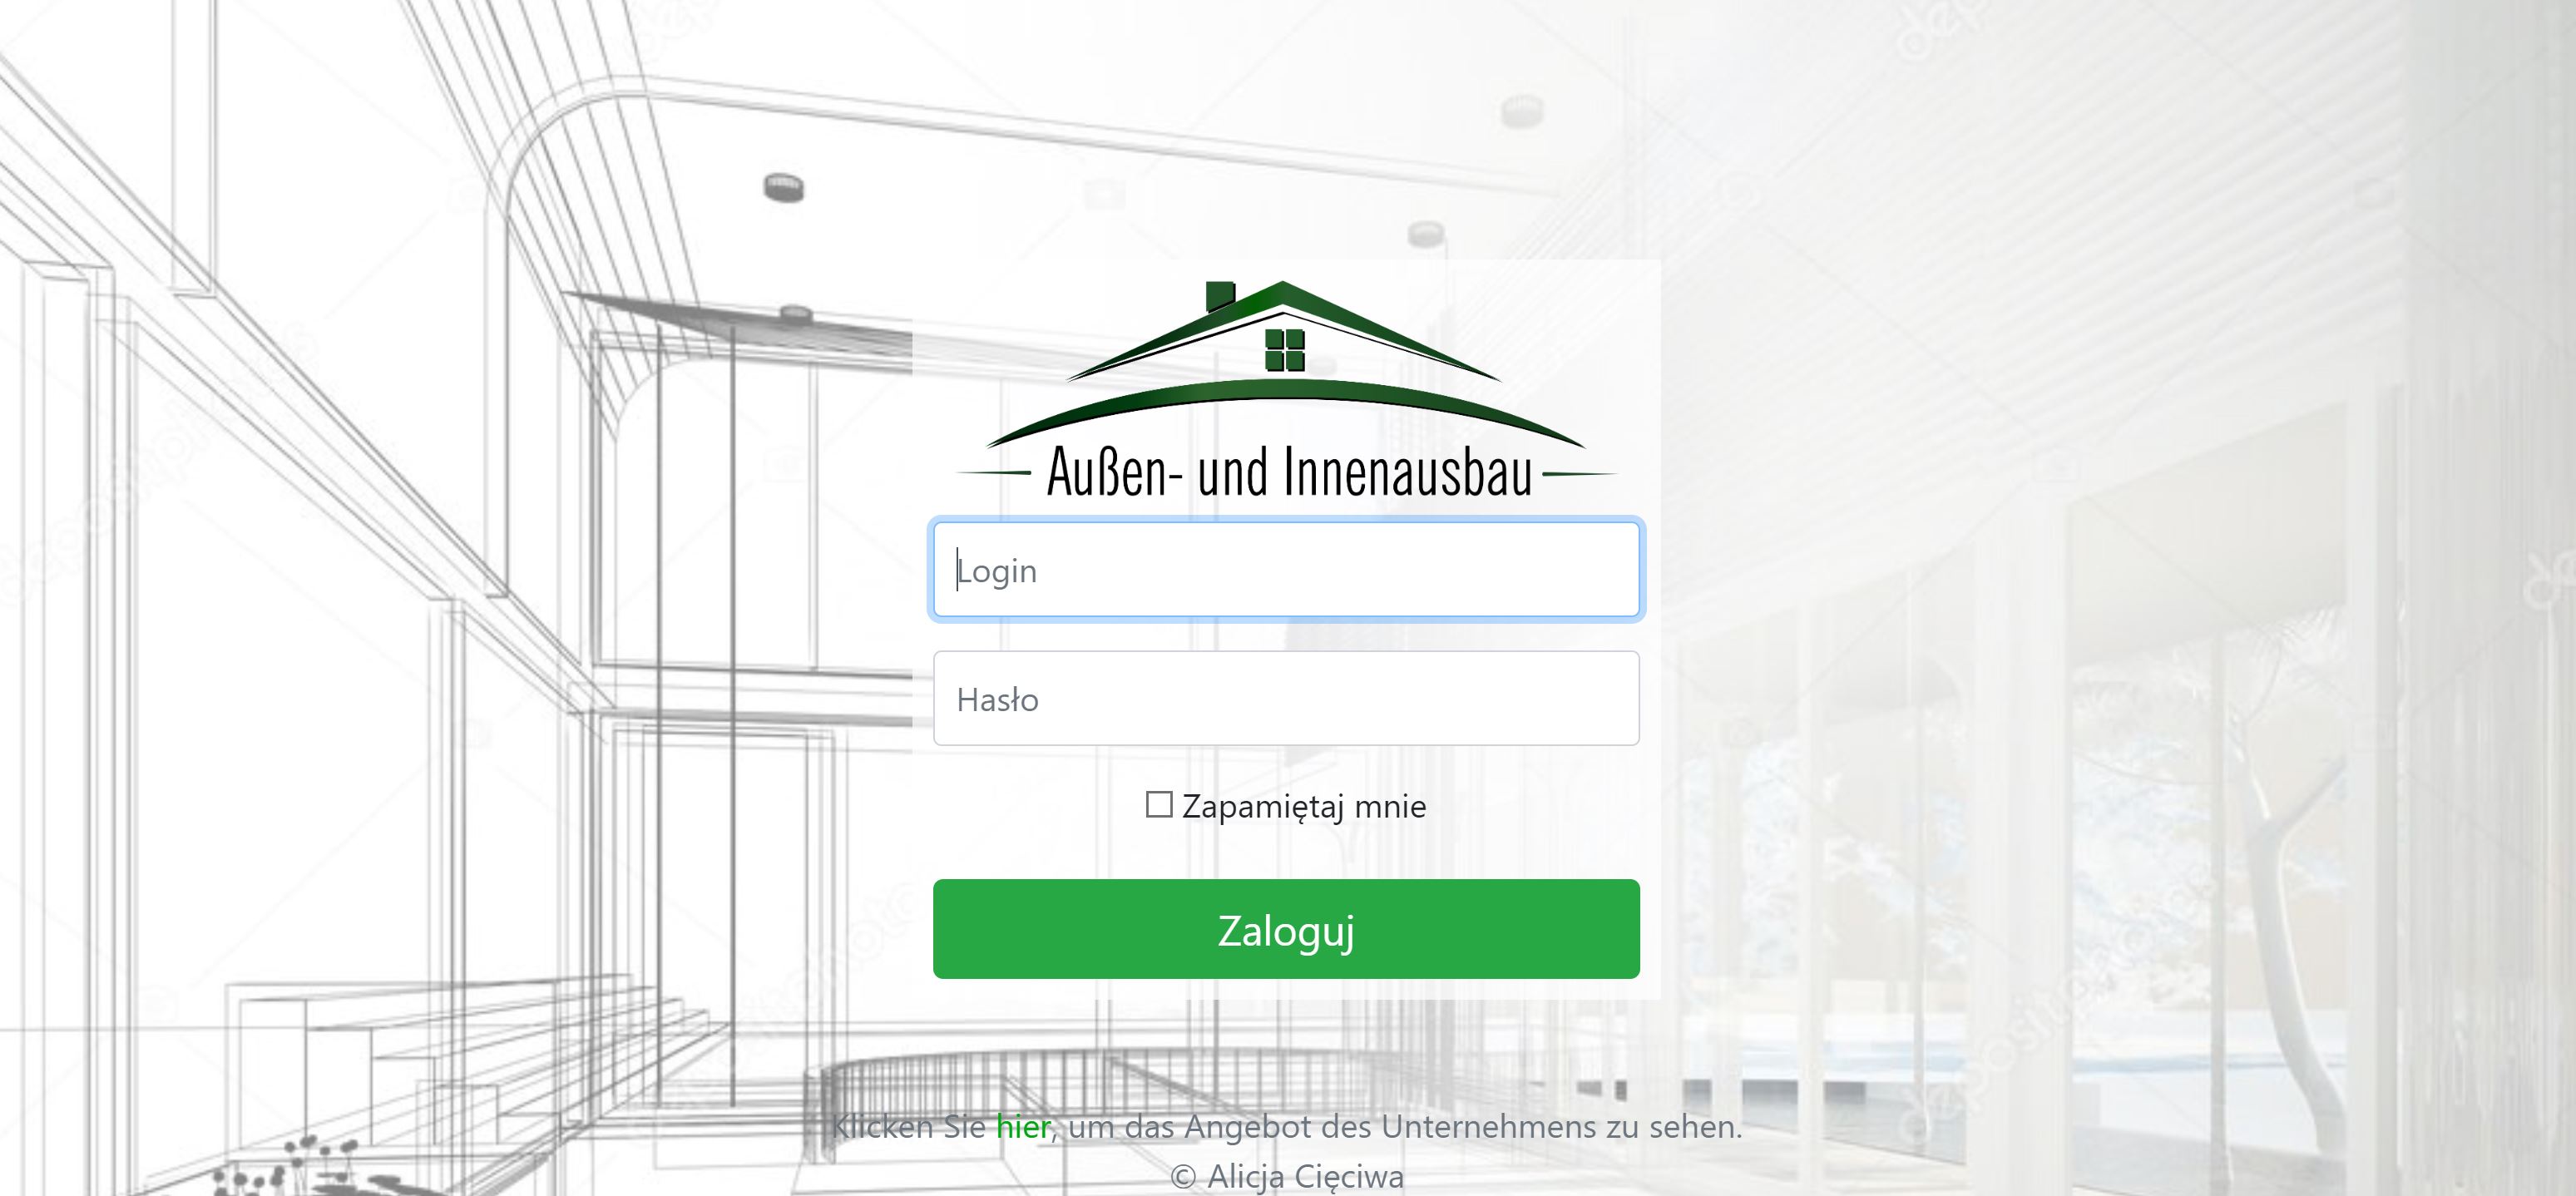 Außen- und Innenausbau
Login
Hasło
Zapamiętaj mnie
Zaloguj
Klicken Sie hier, um das Angebot des Unternehmens zu sehen.
© Alicja Cięciwa